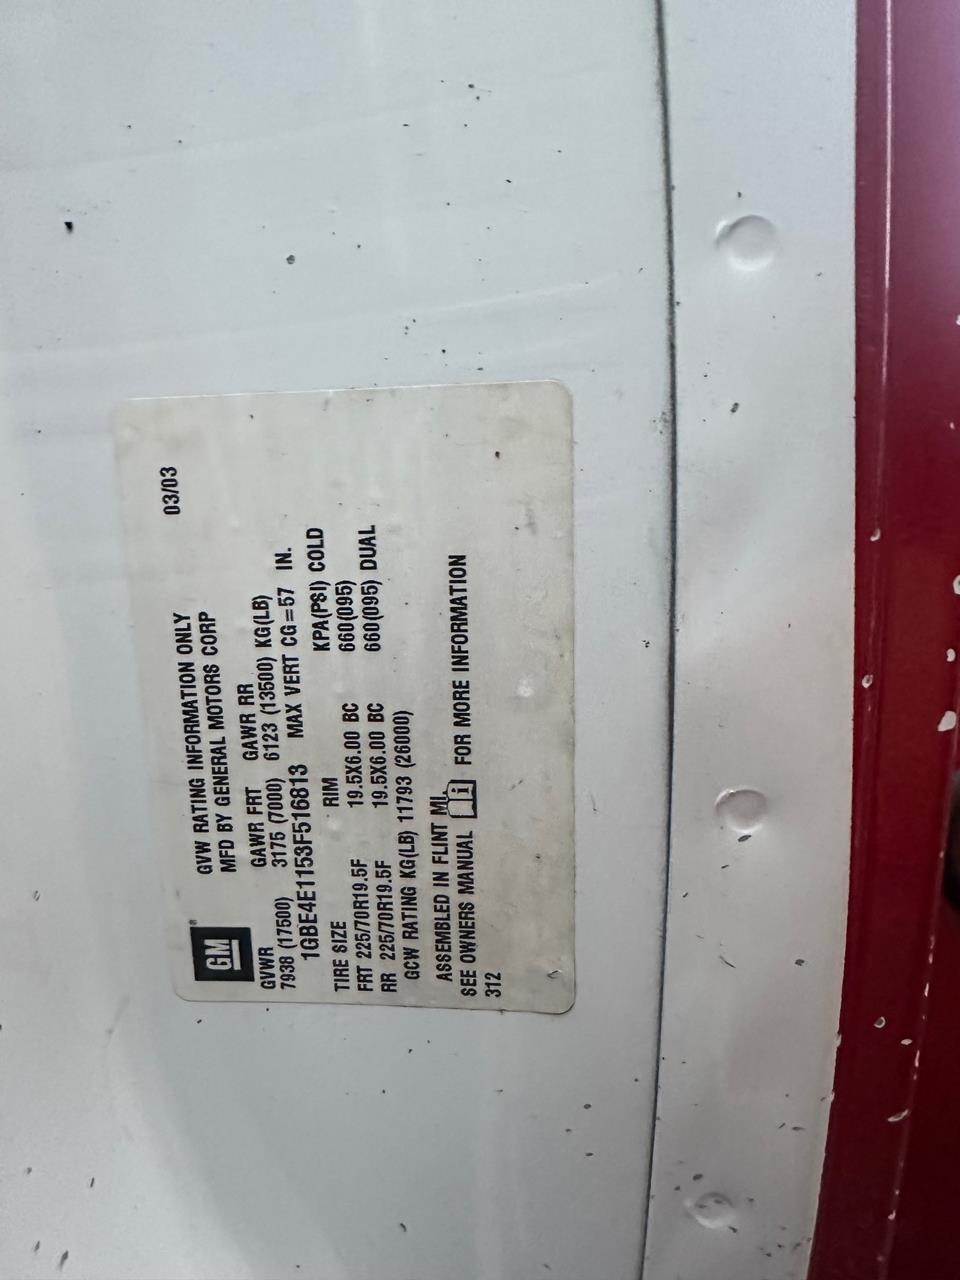 GM
GVW RATING INFORMATION ONLY 03/03
MFD BY GENERAL MOTORS CORP
GVWR GAWR FRT GAWR RR
7938 (17500) 3175 (7000) 6123 (13500) KG(LB)
1GBE4E1153F516813 MAX VERT CG=57 IN.
TIRE SIZE RIM KPA(PSI) COLD
FRT 225/70R19.5F 19.5X6.00 BC 660(095)
RR 225/70R19.5F 19.5X6.00 BC 660(095) DUAL
GCW RATING KG(LB) 11793 (26000)
ASSEMBLED IN FLINT MI,
SEE OWNERS MANUAL FOR MORE INFORMATION
312